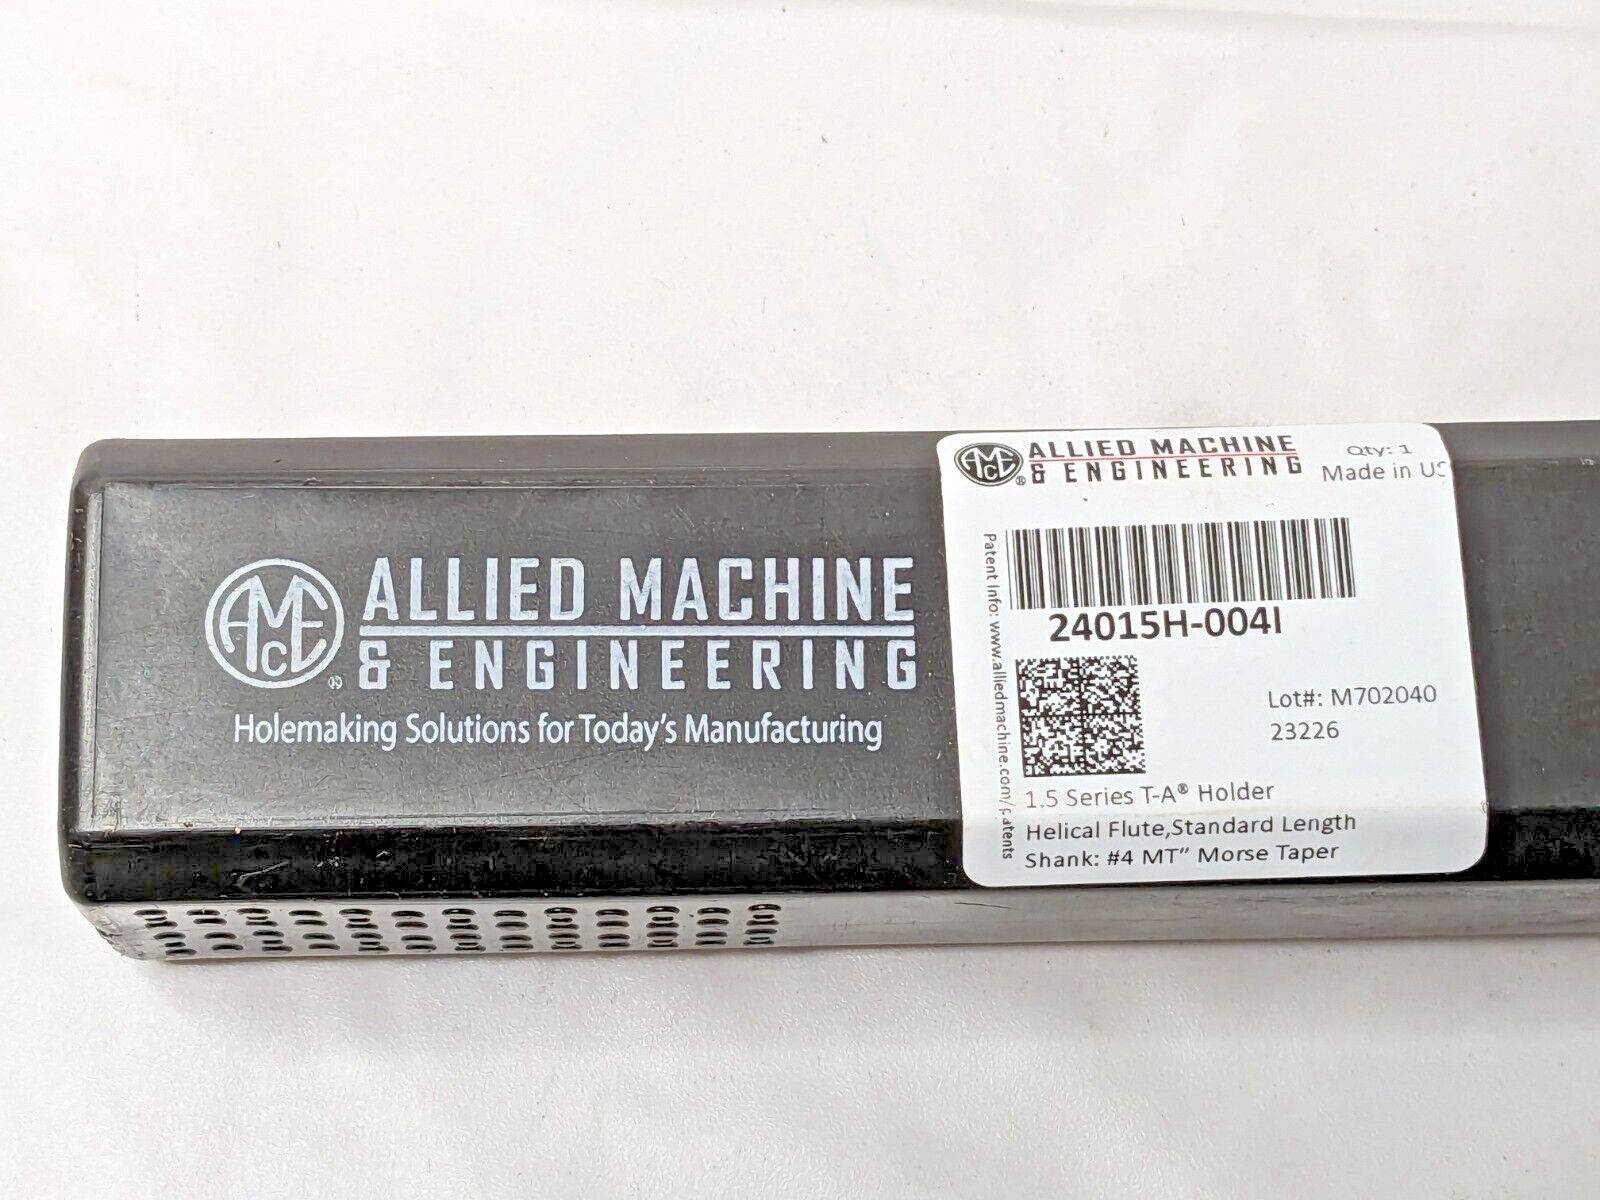 AMCE
®
ALLIED MACHINE
& ENGINEERING
Holemaking Solutions for Today's Manufacturing
AMCE
®
ALLIED MACHINE
& ENGINEERING
Qty: 1
Made in US
Patent Info: www.alliedmachine.com/patents
24015H-004I
Lot#: M702040
23226
1.5 Series T-A® Holder
Helical Flute,Standard Length
Shank: #4 MT” Morse Taper